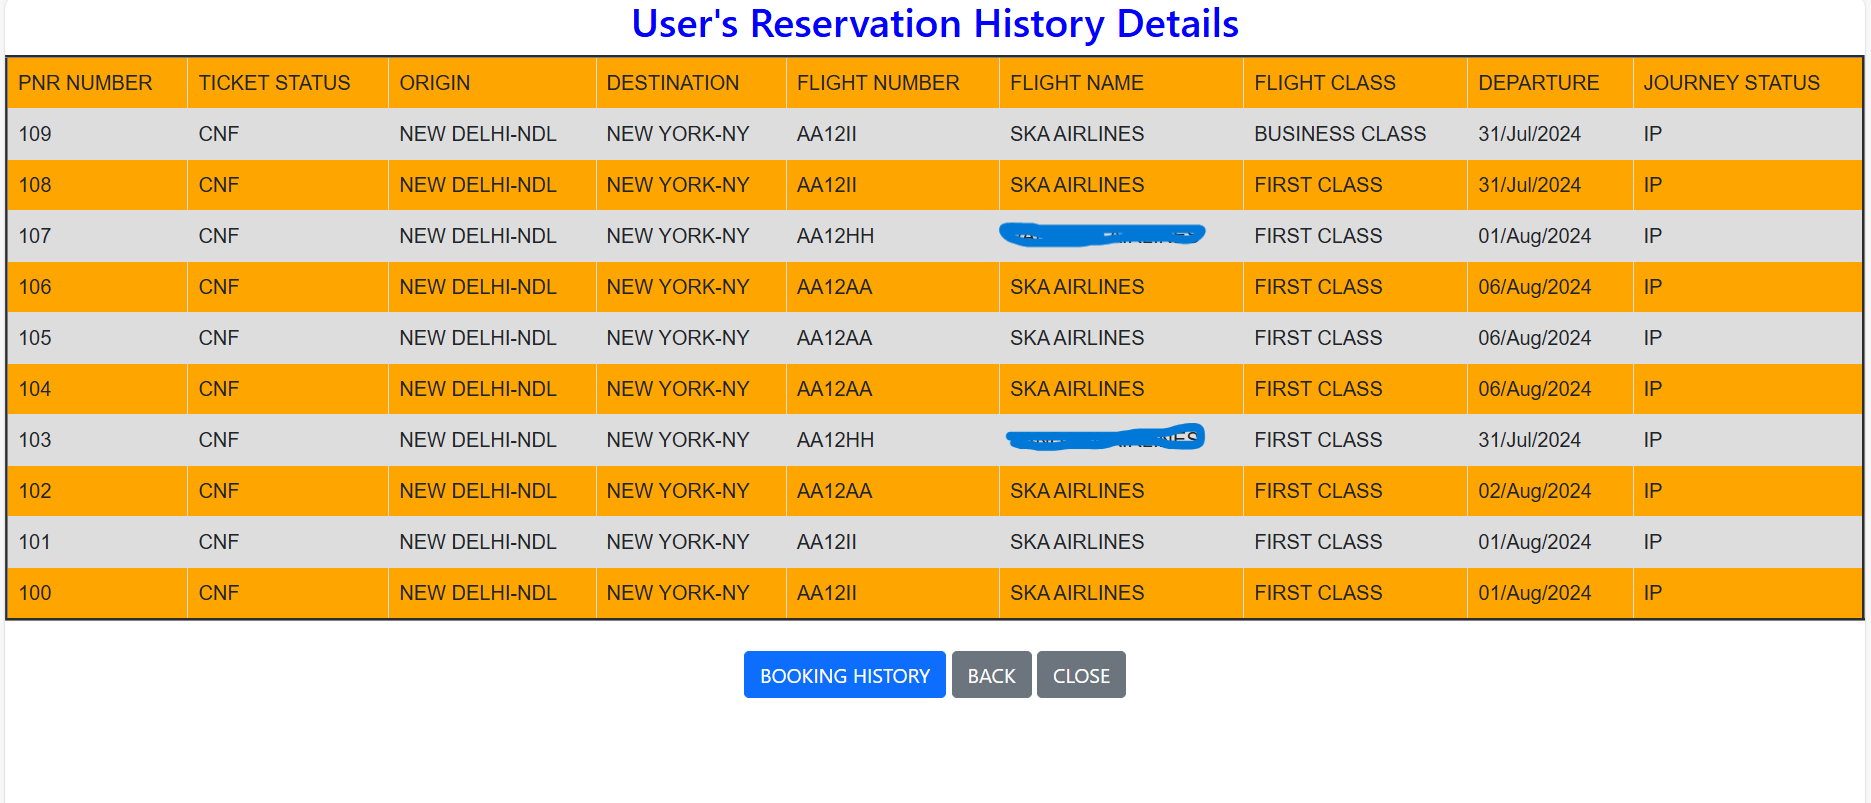 User's Reservation History Details
PNR NUMBER TICKET STATUS ORIGIN DESTINATION FLIGHT NUMBER FLIGHT NAME FLIGHT CLASS DEPARTURE JOURNEY STATUS
109 CNF NEW DELHI-NDL NEW YORK-NY AA12II SKA AIRLINES BUSINESS CLASS 31/Jul/2024 IP
108 CNF NEW DELHI-NDL NEW YORK-NY AA12II SKA AIRLINES FIRST CLASS 31/Jul/2024 IP
107 CNF NEW DELHI-NDL NEW YORK-NY AA12HH FIRST CLASS 01/Aug/2024 IP
106 CNF NEW DELHI-NDL NEW YORK-NY AA12AA SKA AIRLINES FIRST CLASS 06/Aug/2024 IP
105 CNF NEW DELHI-NDL NEW YORK-NY AA12AA SKA AIRLINES FIRST CLASS 06/Aug/2024 IP
104 CNF NEW DELHI-NDL NEW YORK-NY AA12AA SKA AIRLINES FIRST CLASS 06/Aug/2024 IP
103 CNF NEW DELHI-NDL NEW YORK-NY AA12HH FIRST CLASS 31/Jul/2024 IP
102 CNF NEW DELHI-NDL NEW YORK-NY AA12AA SKA AIRLINES FIRST CLASS 02/Aug/2024 IP
101 CNF NEW DELHI-NDL NEW YORK-NY AA12II SKA AIRLINES FIRST CLASS 01/Aug/2024 IP
100 CNF NEW DELHI-NDL NEW YORK-NY AA12II SKA AIRLINES FIRST CLASS 01/Aug/2024 IP
BOOKING HISTORY BACK CLOSE